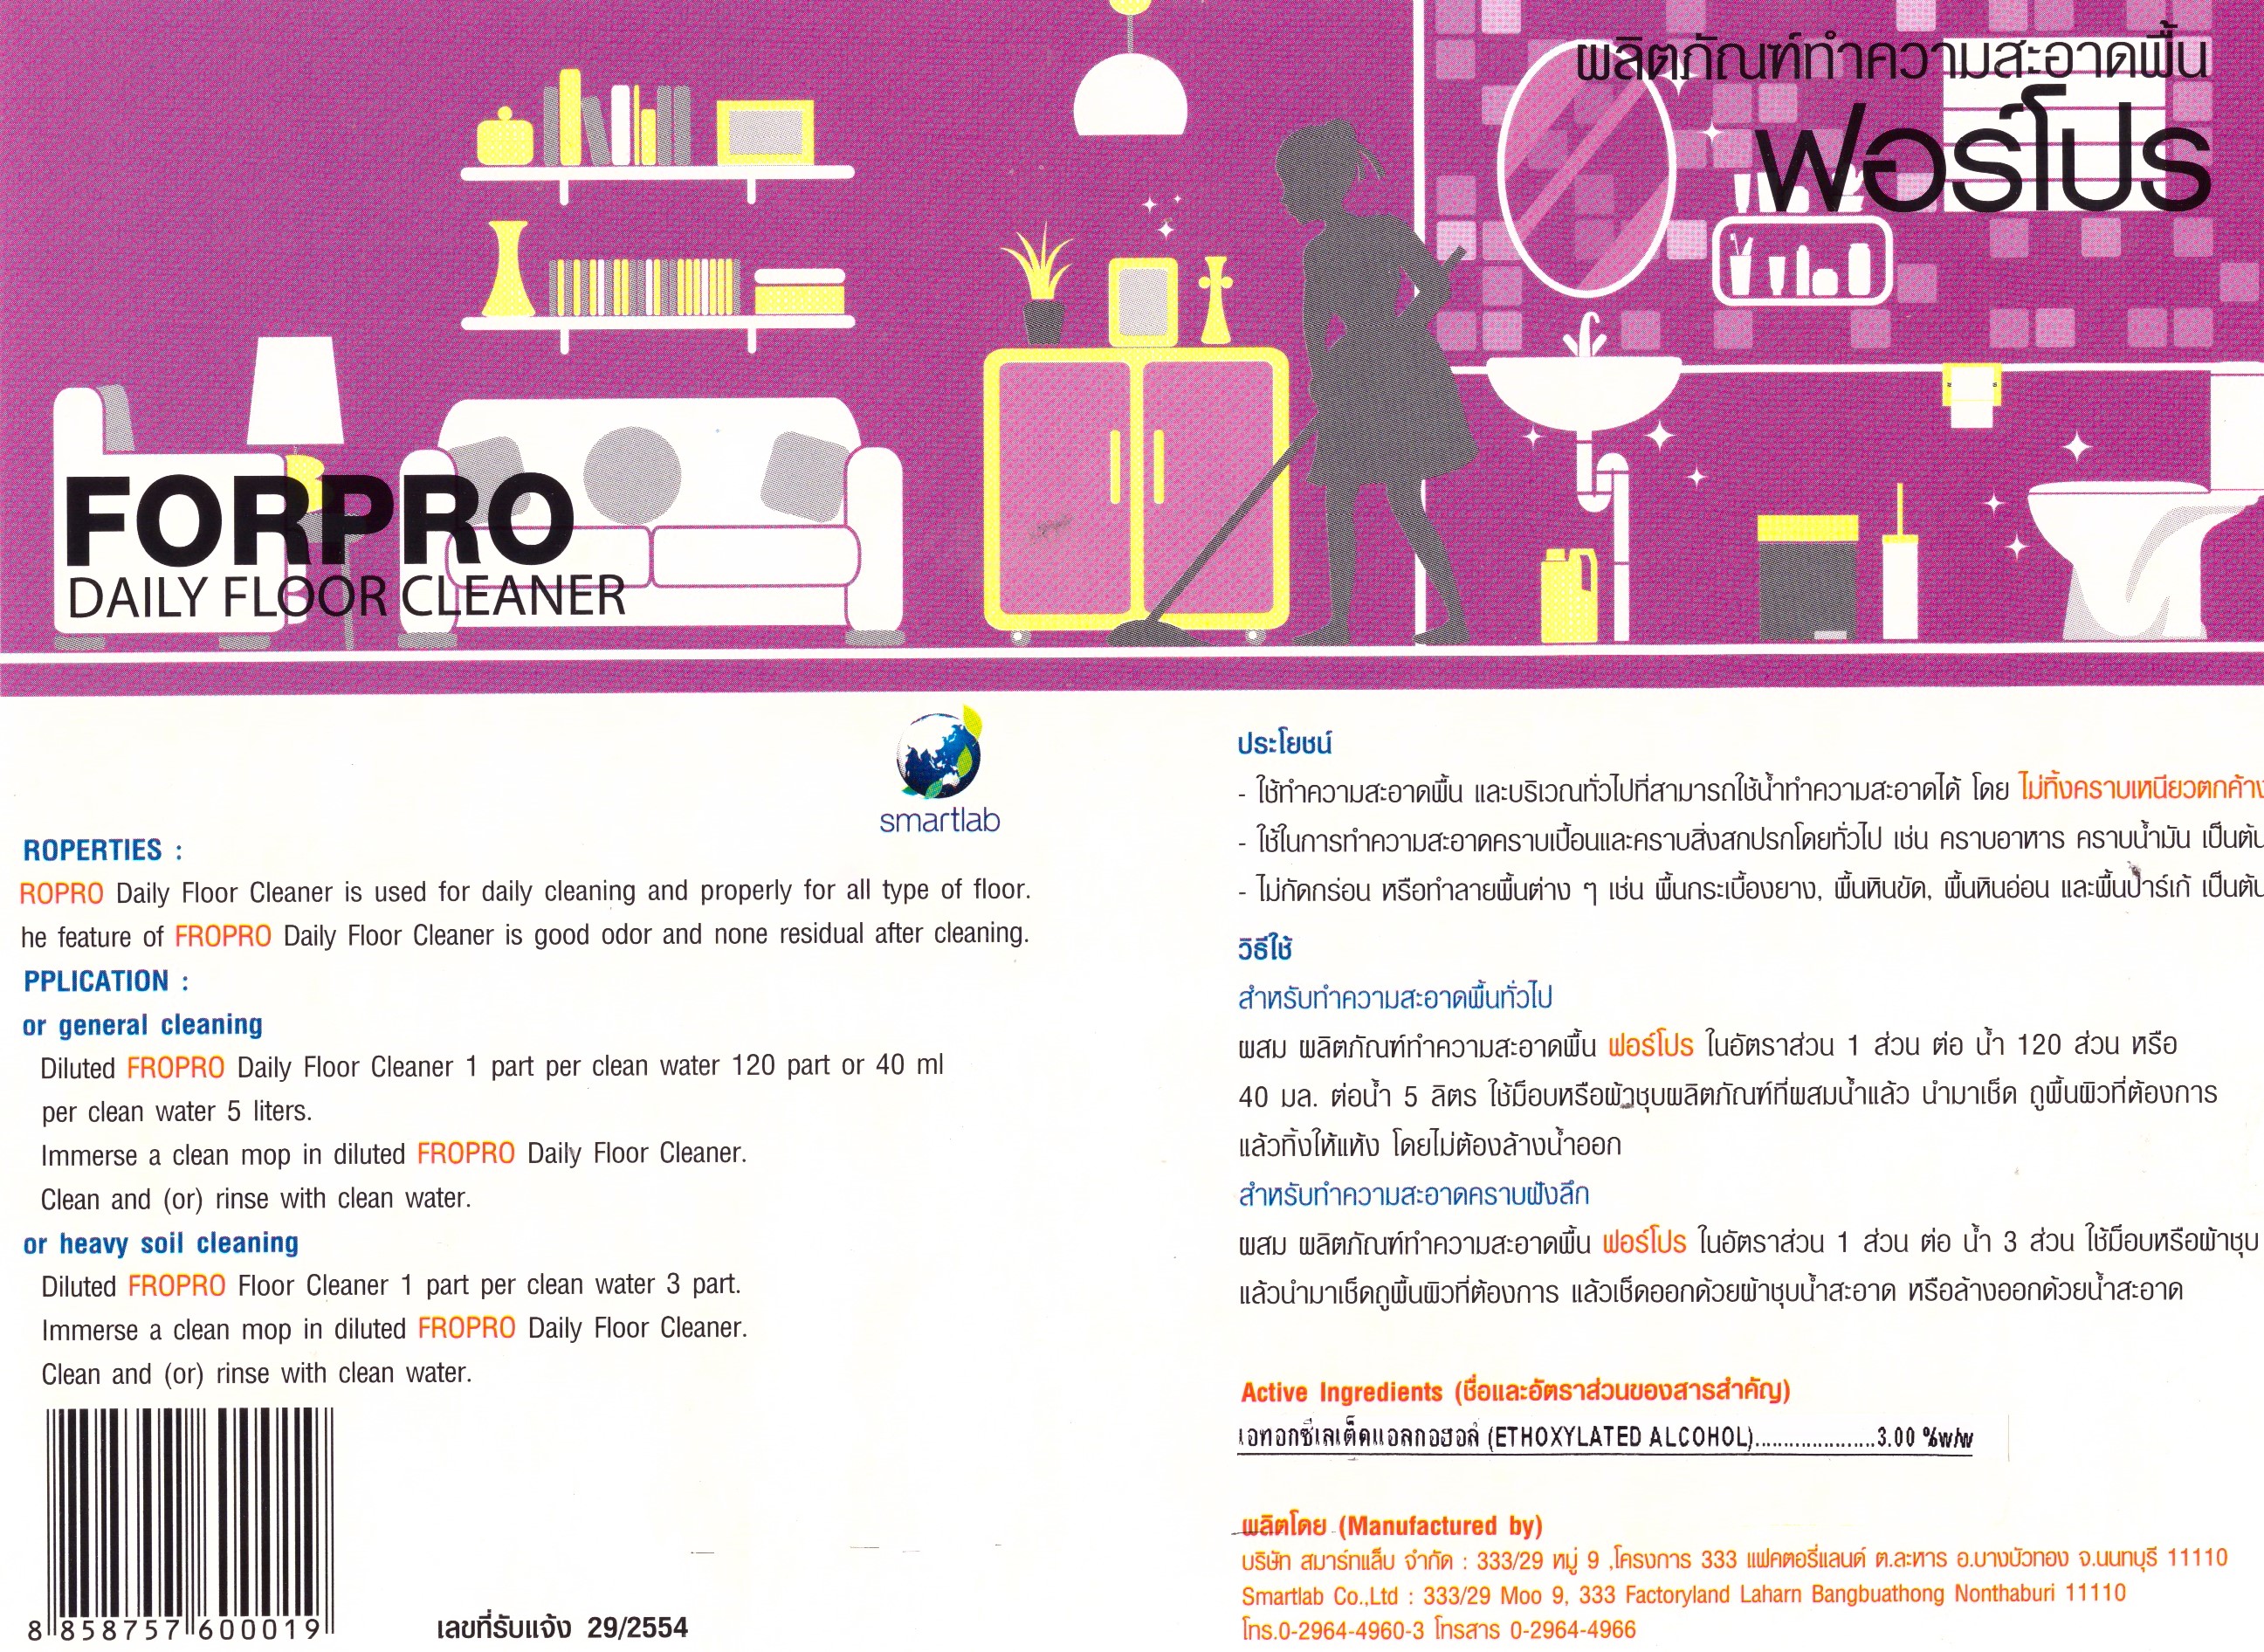 ผลิตภัณฑ์ทำความสะอาดพื้น
ฟอร์โปร
FORPRO
DAILY FLOOR CLEANER
smartlab
ROPERTIES :
ROPRO Daily Floor Cleaner is used for daily cleaning and properly for all type of floor.
he feature of FROPRO Daily Floor Cleaner is good odor and none residual after cleaning.
PPLICATION :
or general cleaning
Diluted FROPRO Daily Floor Cleaner 1 part per clean water 120 part or 40 ml
per clean water 5 liters.
Immerse a clean mop in diluted FROPRO Daily Floor Cleaner.
Clean and (or) rinse with clean water.
or heavy soil cleaning
Diluted FROPRO Floor Cleaner 1 part per clean water 3 part.
Immerse a clean mop in diluted FROPRO Daily Floor Cleaner.
Clean and (or) rinse with clean water.
8 858757 600019
เลขที่รับแจ้ง 29/2554
ประโยชน์
- ใช้ทำความสะอาดพื้น และบริเวณทั่วไปที่สามารถใช้น้ำทำความสะอาดได้ โดย ไม่ทิ้งคราบเหนียวตกค้าง
- ใช้ในการทำความสะอาดคราบเปื้อนและคราบสิ่งสกปรกโดยทั่วไป เช่น คราบอาหาร คราบน้ำมัน เป็นต้น
- ไม่กัดกร่อน หรือทำลายพื้นต่าง ๆ เช่น พื้นกระเบื้องยาง, พื้นหินขัด, พื้นหินอ่อน และพื้นปาร์เก้ เป็นต้น
วิธีใช้
สำหรับทำความสะอาดพื้นทั่วไป
ผสม ผลิตภัณฑ์ทำความสะอาดพื้น ฟอร์โปร ในอัตราส่วน 1 ส่วน ต่อ น้ำ 120 ส่วน หรือ
40 มล. ต่อน้ำ 5 ลิตร ใช้ม็อบหรือผ้าชุบผลิตภัณฑ์ที่ผสมน้ำแล้ว นำมาเช็ด ถูพื้นผิวที่ต้องการ
แล้วทิ้งให้แห้ง โดยไม่ต้องล้างน้ำออก
สำหรับทำความสะอาดคราบฝังลึก
ผสม ผลิตภัณฑ์ทำความสะอาดพื้น ฟอร์โปร ในอัตราส่วน 1 ส่วน ต่อ น้ำ 3 ส่วน ใช้ม็อบหรือผ้าชุบ
แล้วนำมาเช็ดถูพื้นผิวที่ต้องการ แล้วเช็ดออกด้วยผ้าชุบน้ำสะอาด หรือล้างออกด้วยน้ำสะอาด
Active Ingredients (ชื่อและอัตราส่วนของสารสำคัญ)
เอทอกซีเลเต็ดแอลกอฮอล์ (ETHOXYLATED ALCOHOL).....................3.00 %w/w
ผลิตโดย (Manufactured by)
บริษัท สมาร์ทแล็บ จำกัด : 333/29 หมู่ 9 ,โครงการ 333 แฟคตอรี่แลนด์ ต.ละหาร อ.บางบัวทอง จ.นนทบุรี 11110
Smartlab Co.,Ltd : 333/29 Moo 9, 333 Factoryland Laharn Bangbuathong Nonthaburi 11110
โทร.0-2964-4960-3 โทรสาร 0-2964-4966